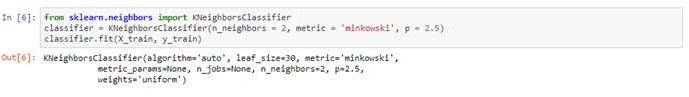 In [6]: from sklearn.neighbors import KNeighborsClassifier
classifier = KNeighborsClassifier(n_neighbors = 2, metric = 'minkowski', p = 2.5)
classifier.fit(X_train, y_train)
Out[6]: KNeighborsClassifier(algorithm='auto', leaf_size=30, metric='minkowski',
metric_params=None, n_jobs=None, n_neighbors=2, p=2.5,
weights='uniform')